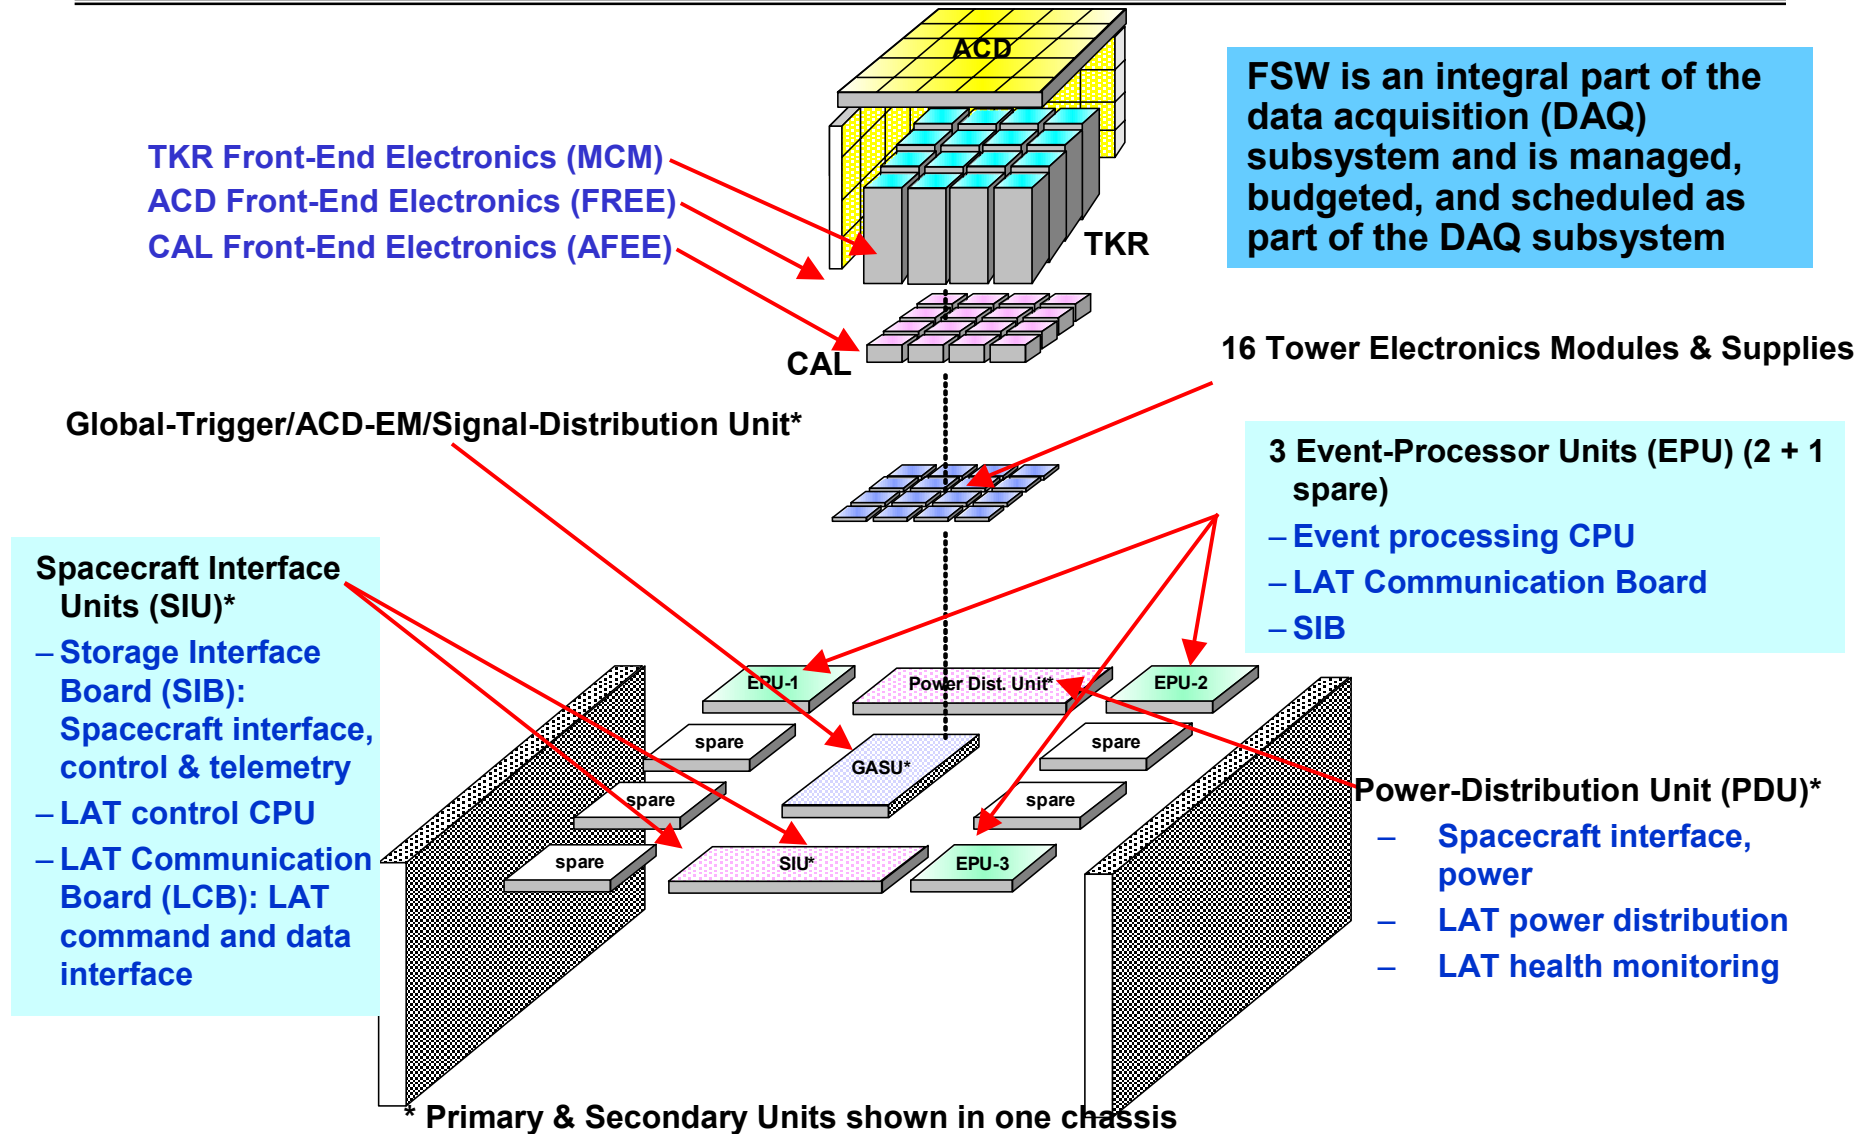 ACD
FSW is an integral part of the
data acquisition (DAQ)
subsystem and is managed,
budgeted, and scheduled as
part of the DAQ subsystem
TKR Front-End Electronics (MCM)
ACD Front-End Electronics (FREE)
CAL Front-End Electronics (AFEE)
TKR
CAL
16 Tower Electronics Modules & Supplies
Global-Trigger/ACD-EM/Signal-Distribution Unit*
3 Event-Processor Units (EPU) (2 + 1
spare)
– Event processing CPU
– LAT Communication Board
– SIB
Spacecraft Interface
Units (SIU)*
– Storage Interface
Board (SIB):
Spacecraft interface,
control & telemetry
– LAT control CPU
– LAT Communication
Board (LCB): LAT
command and data
interface
EPU-1
Power Dist. Unit*
EPU-2
spare
GASU*
spare
spare
spare
spare
SIU*
EPU-3
Power-Distribution Unit (PDU)*
– Spacecraft interface,
power
– LAT power distribution
– LAT health monitoring
* Primary & Secondary Units shown in one chassis